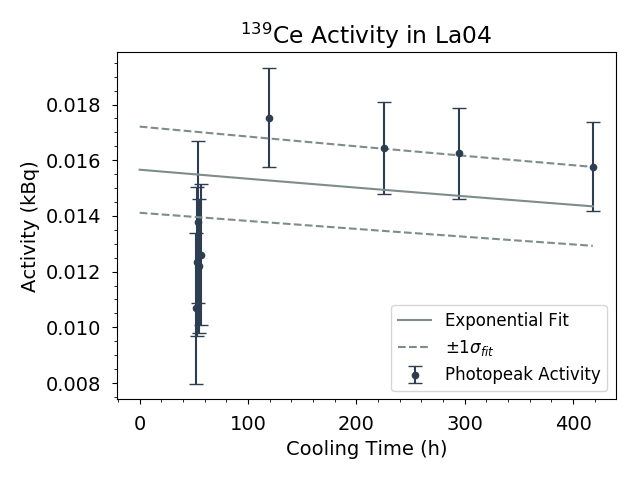 ¹³⁹Ce Activity in La04
Activity (kBq)
0.018
0.016
0.014
0.012
0.010
0.008
0 100 200 300 400
Cooling Time (h)
Exponential Fit
±1σ_fit
Photopeak Activity